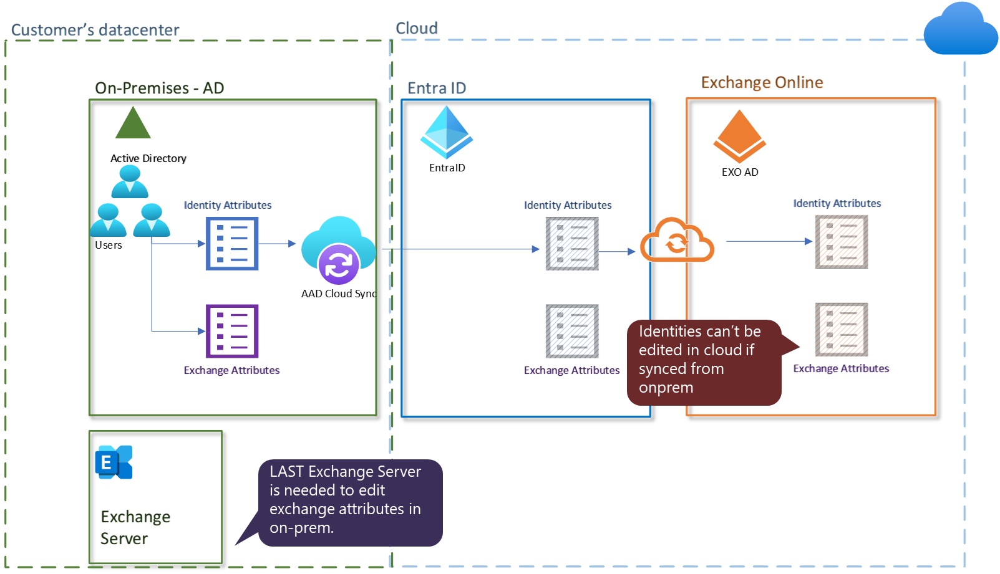 Customer’s datacenter
Cloud
On-Premises - AD
Active Directory
Users
Identity Attributes
AAD Cloud Sync
Exchange Attributes
Entra ID
EntraID
Identity Attributes
Exchange Attributes
Exchange Online
EXO AD
Identity Attributes
Exchange Attributes
Identities can’t be
edited in cloud if
synced from
onprem
E
Exchange
Server
LAST Exchange Server
is needed to edit
exchange attributes in
on-prem.